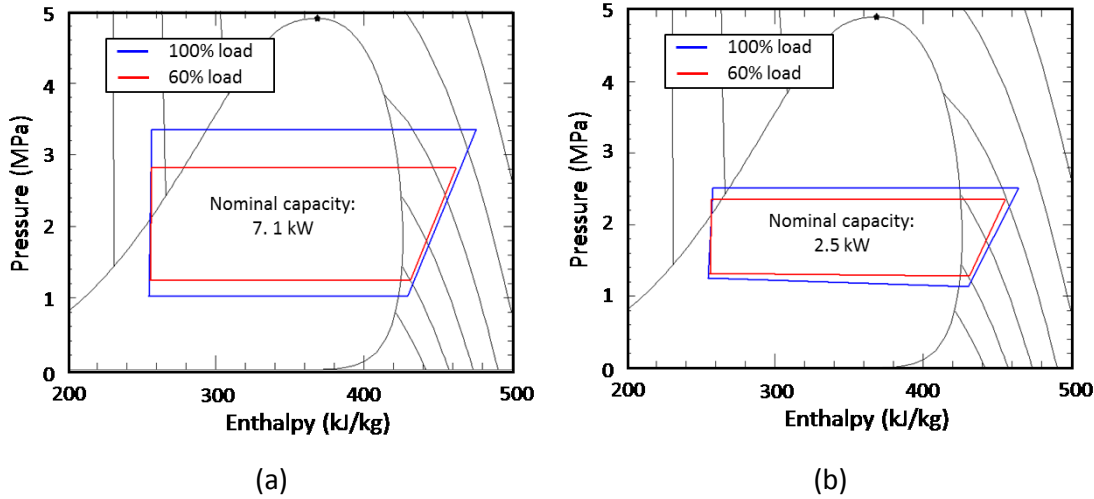 5
4
3
2
1
0
Pressure (MPa)
100% load
60% load
Nominal capacity:
7. 1 kW
200
300
400
500
Enthalpy (kJ/kg)
(a)
5
4
3
2
1
0
Pressure (MPa)
100% load
60% load
Nominal capacity:
2.5 kW
200
300
400
500
Enthalpy (kJ/kg)
(b)